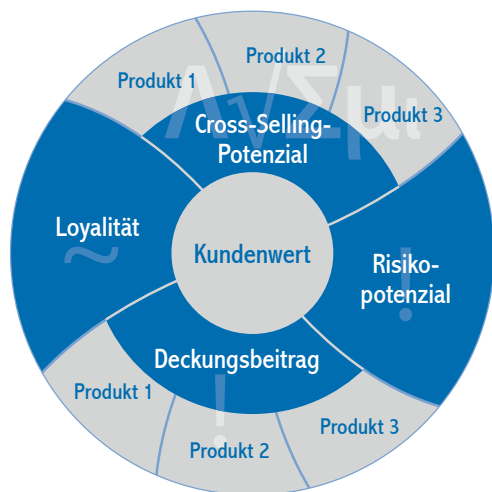 Produkt 1
Produkt 2
Produkt 3
Λ√Σμι
Cross-Selling-
Potenzial
Loyalität
~
Kundenwert
Risiko-
potenzial
!
Deckungsbeitrag
!
Produkt 1
Produkt 2
Produkt 3